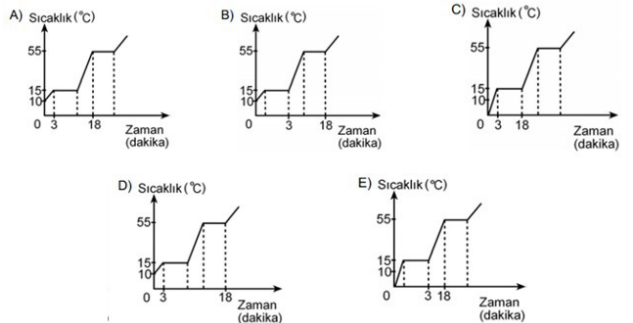 A) Sıcaklık (°C)
55
15
10
0 3 18 Zaman
(dakika)
B) Sıcaklık (°C)
55
15
10
0 3 18 Zaman
(dakika)
C) Sıcaklık (°C)
55
15
10
0 3 18 Zaman
(dakika)
D) Sıcaklık (°C)
55
15
10
0 3 18 Zaman
(dakika)
E) Sıcaklık (°C)
55
15
10
0 3 18 Zaman
(dakika)